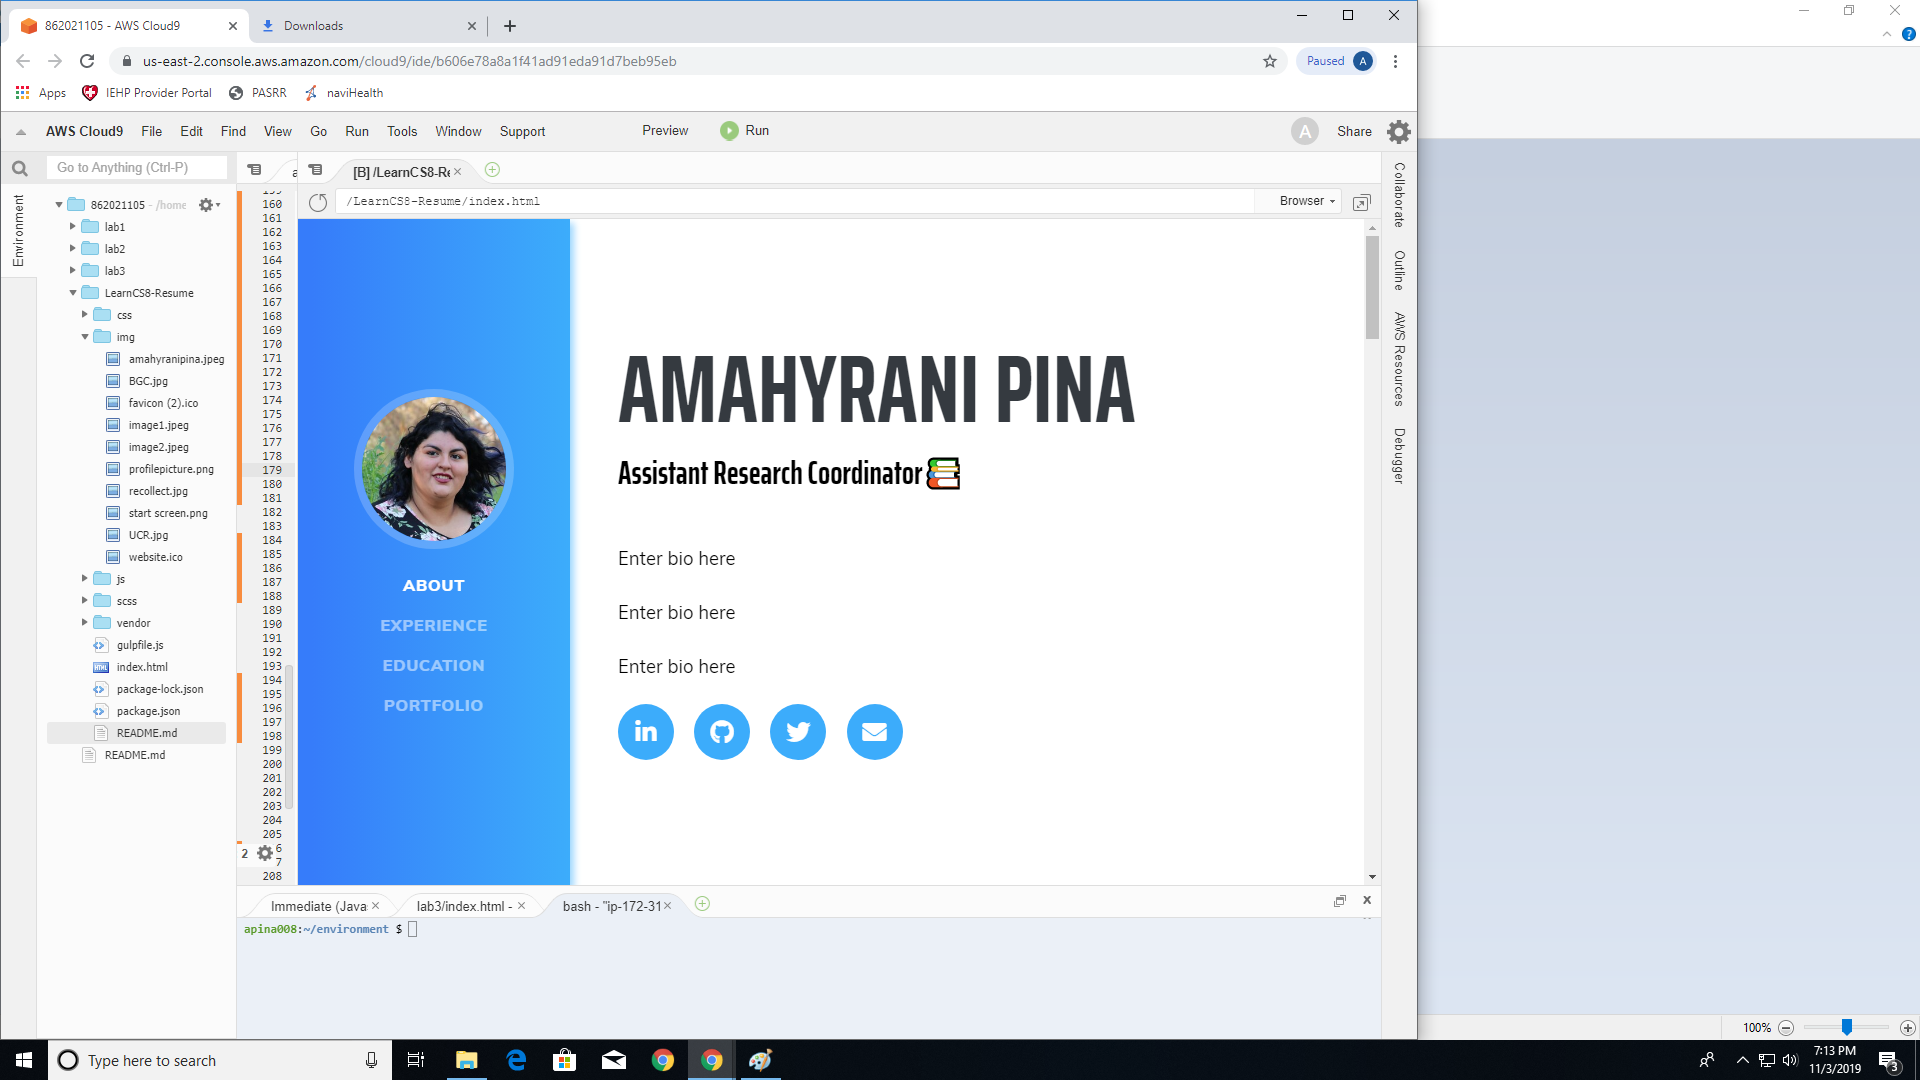 862021105 - AWS Cloud9
Downloads
us-east-2.console.aws.amazon.com/cloud9/ide/b606e78a8a1f41ad91eda91d7beb95eb
Paused A
Apps IEHP Provider Portal PASRR naviHealth
AWS Cloud9 File Edit Find View Go Run Tools Window Support Preview Run A Share
Go to Anything (Ctrl-P)
[B] /LearnCS8-Re
/LearnCS8-Resume/index.html
Browser
Environment
862021105 - /home
lab1
lab2
lab3
LearnCS8-Resume
css
img
amahyranipina.jpeg
BGC.jpg
favicon (2).ico
image1.jpeg
image2.jpeg
profilepicture.png
recollect.jpg
start screen.png
UCR.jpg
website.ico
js
scss
vendor
gulpfile.js
index.html
package-lock.json
package.json
README.md
README.md
160
161
162
163
164
165
166
167
168
169
170
171
172
173
174
175
176
177
178
179
180
181
182
183
184
185
186
187
188
189
190
191
192
193
194
195
196
197
198
199
200
201
202
203
204
205
2
208
ABOUT
EXPERIENCE
EDUCATION
PORTFOLIO
AMAHYRANI PINA
Assistant Research Coordinator
Enter bio here
Enter bio here
Enter bio here
in
Collaborate
Outline
AWS Resources
Debugger
Immediate (Java
lab3/index.html -
bash - "ip-172-31
apina008:~/environment $
100%
Type here to search
7:13 PM
11/3/2019
3